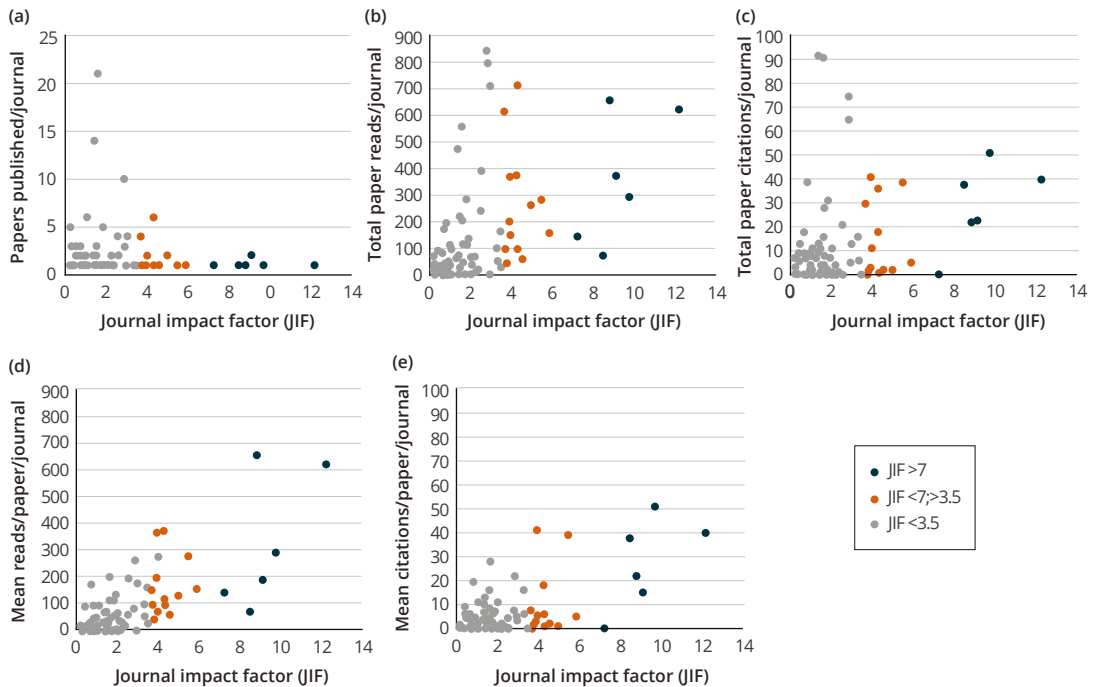 (a)
Papers published/journal
25
20
15
10
5
0
0 2 4 6 8 10 12 14
Journal impact factor (JIF)
(b)
Total paper reads/journal
900
800
700
600
500
400
300
200
100
0
0 2 4 6 8 0 12 14
Journal impact factor (JIF)
(c)
Total paper citations/journal
100
90
80
70
60
50
40
30
20
10
0
0 2 4 6 8 10 12 14
Journal impact factor (JIF)
(d)
Mean reads/paper/journal
900
800
700
600
500
400
300
200
100
0
0 2 4 6 8 10 12 14
Journal impact factor (JIF)
(e)
Mean citations/paper/journal
100
90
80
70
60
50
40
30
20
10
0
0 2 4 6 8 10 12 14
Journal impact factor (JIF)
JIF >7
JIF <7;>3.5
JIF <3.5